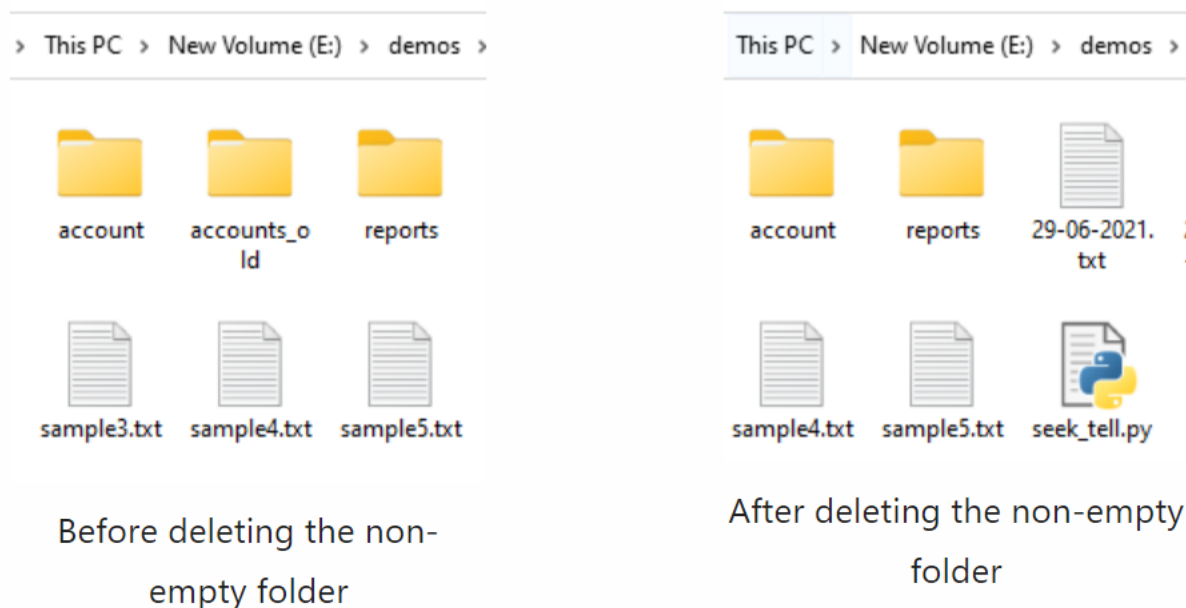 › This PC › New Volume (E:) › demos ›
account accounts_o reports
ld
sample3.txt sample4.txt sample5.txt
Before deleting the non-
empty folder
This PC › New Volume (E:) › demos ›
account reports 29-06-2021.
txt
sample4.txt sample5.txt seek_tell.py
After deleting the non-empty
folder